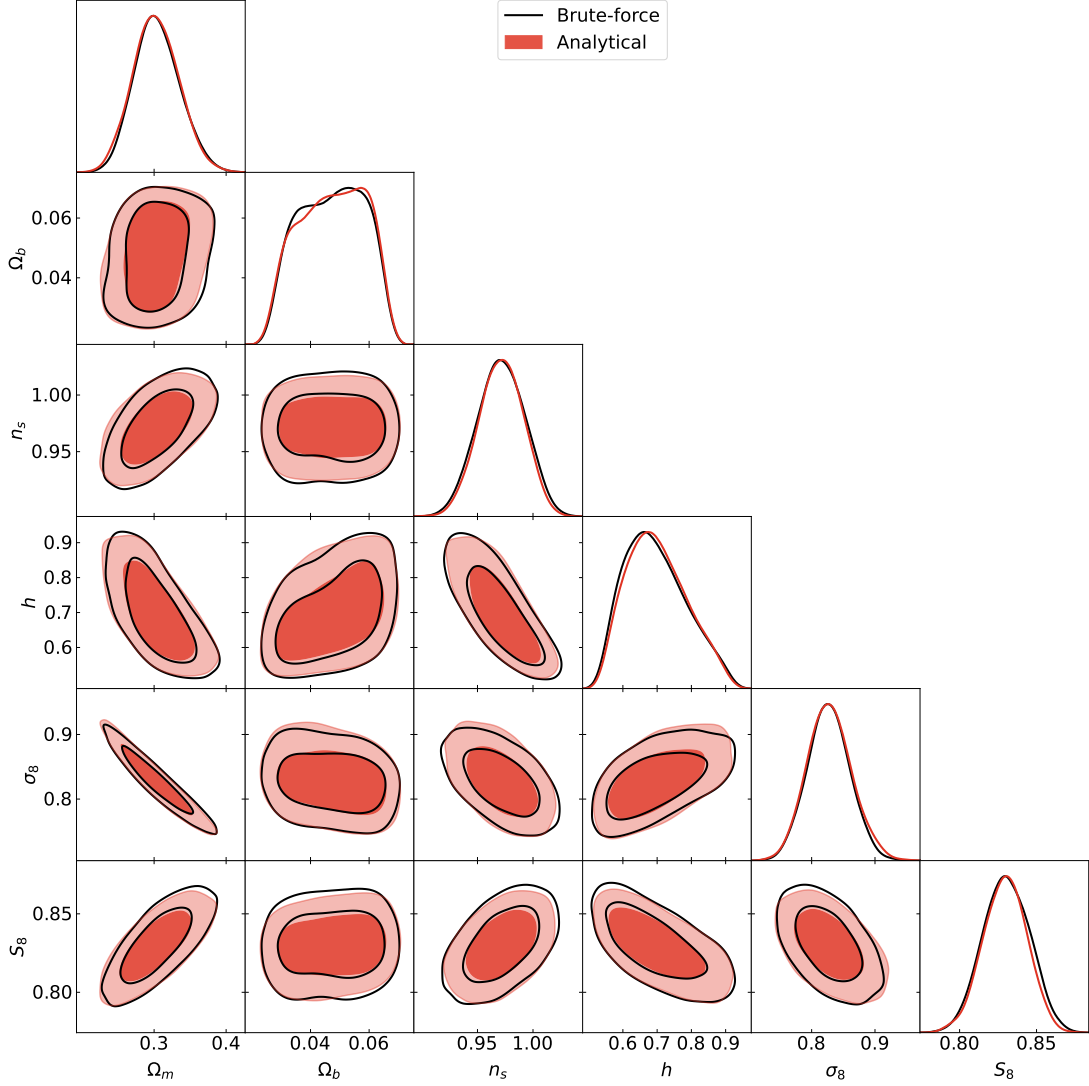 Brute-force
Analytical
0.06
0.04
Ω_b
1.00
0.95
n_s
0.9
0.8
0.7
0.6
h
0.9
0.8
σ_8
0.85
0.80
S_8
0.3 0.4
Ω_m
0.04 0.06
Ω_b
0.95 1.00
n_s
0.6 0.7 0.8 0.9
h
0.8 0.9
σ_8
0.80 0.85
S_8